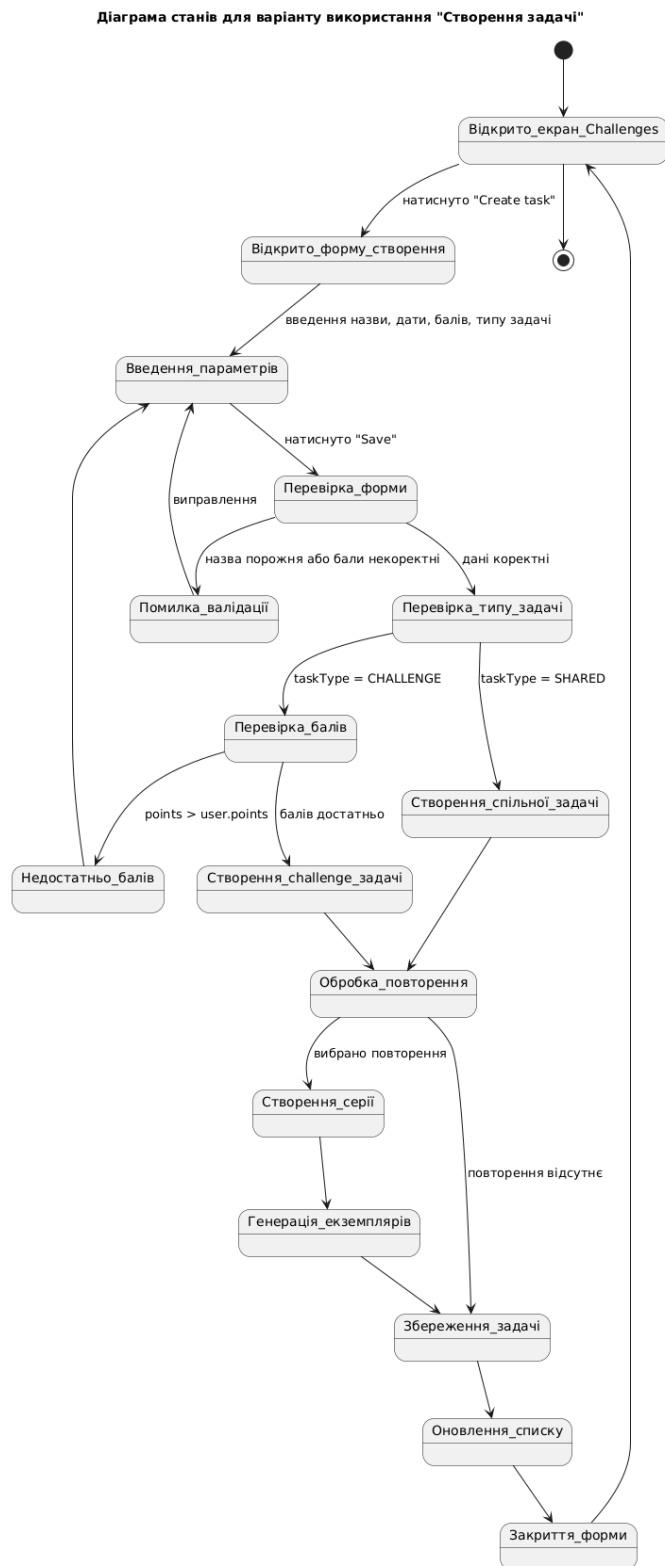 Діаграма станів для варіанту використання "Створення задачі"
Відкрито_екран_Challenges
натиснуто "Create task"
Відкрито_форму_створення
введення назви, дати, балів, типу задачі
Введення_параметрів
натиснуто "Save"
виправлення
Перевірка_форми
назва порожня або бали некоректні
дані коректні
Помилка_валідації
Перевірка_типу_задачі
taskType = CHALLENGE
taskType = SHARED
Перевірка_балів
Створення_спільної_задачі
points > user.points
балів достатньо
Недостатньо_балів
Створення_challenge_задачі
Обробка_повторення
вибрано повторення
Створення_серії
повторення відсутнє
Генерація_екземплярів
Збереження_задачі
Оновлення_списку
Закриття_форми